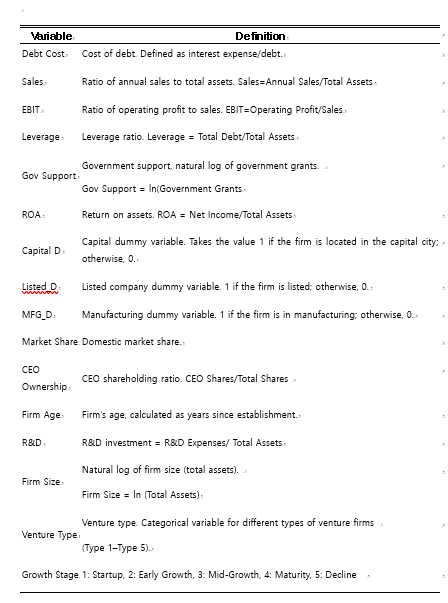 Variable Definition
Debt Cost Cost of debt. Defined as interest expense/debt.
Sales Ratio of annual sales to total assets. Sales=Annual Sales/Total Assets
EBIT Ratio of operating profit to sales. EBIT=Operating Profit/Sales
Leverage Leverage ratio. Leverage = Total Debt/Total Assets
Gov Support Government support, natural log of government grants.
Gov Support = ln(Government Grants
ROA Return on assets. ROA = Net Income/Total Assets
Capital D Capital dummy variable. Takes the value 1 if the firm is located in the capital city;
otherwise, 0.
Listed_D Listed company dummy variable. 1 if the firm is listed; otherwise, 0.
MFG_D Manufacturing dummy variable. 1 if the firm is in manufacturing; otherwise, 0.
Market Share Domestic market share.
CEO
Ownership CEO shareholding ratio. CEO Shares/Total Shares
Firm Age Firm's age, calculated as years since establishment.
R&D R&D investment = R&D Expenses/ Total Assets
Firm Size Natural log of firm size (total assets).
Firm Size = ln (Total Assets)
Venture Type Venture type. Categorical variable for different types of venture firms
(Type 1–Type 5).
Growth Stage 1: Startup, 2: Early Growth, 3: Mid-Growth, 4: Maturity, 5: Decline